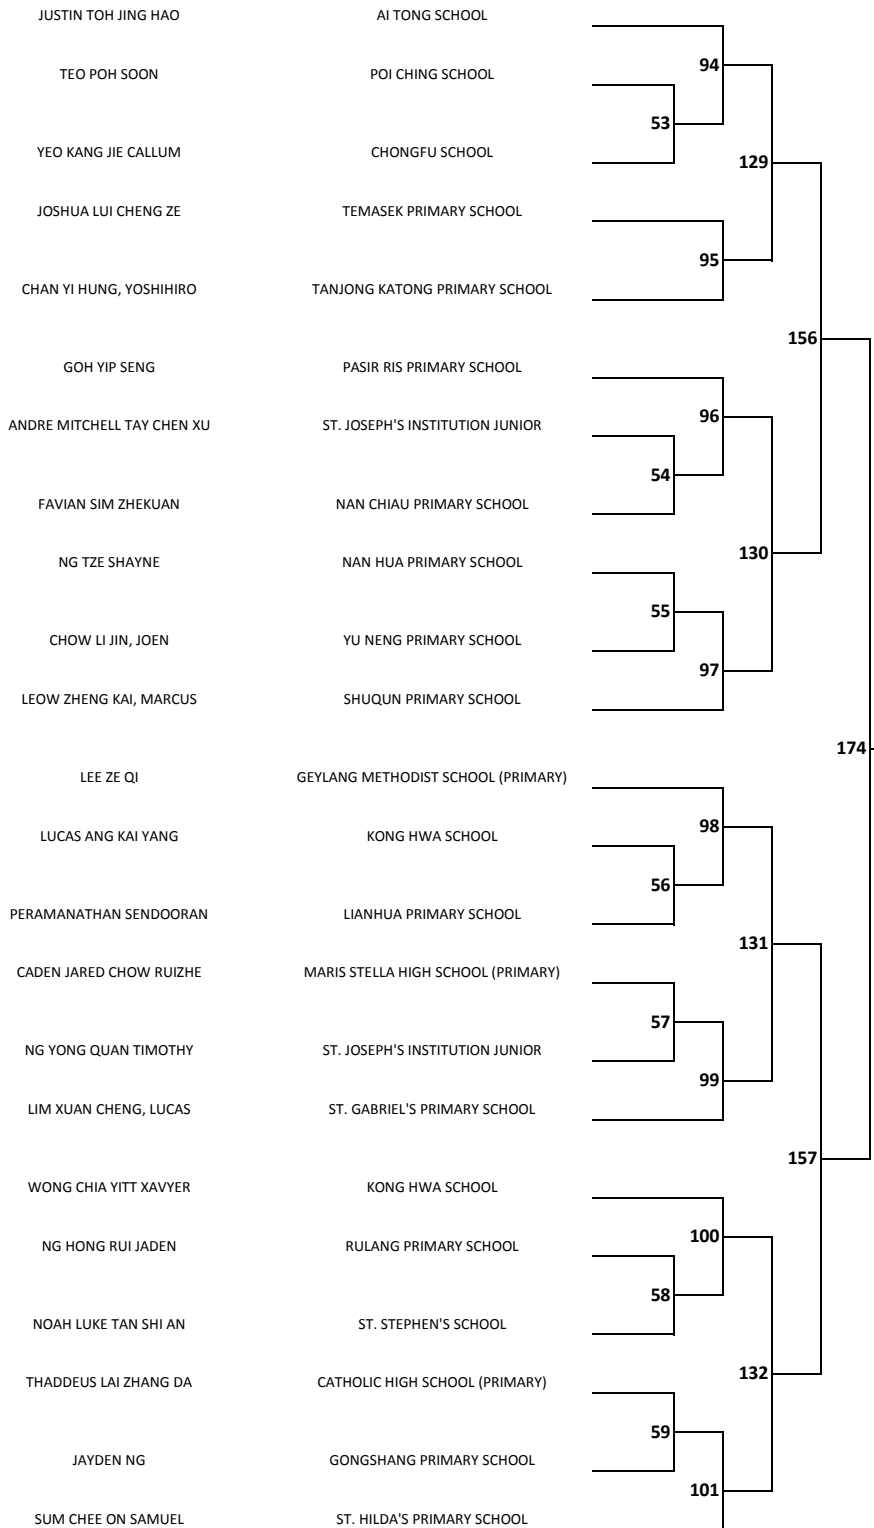 JUSTIN TOH JING HAO AI TONG SCHOOL
94
TEO POH SOON POI CHING SCHOOL
53
YEO KANG JIE CALLUM CHONGFU SCHOOL
129
JOSHUA LUI CHENG ZE TEMASEK PRIMARY SCHOOL
95
CHAN YI HUNG, YOSHIHIRO TANJONG KATONG PRIMARY SCHOOL
156
GOH YIP SENG PASIR RIS PRIMARY SCHOOL
96
ANDRE MITCHELL TAY CHEN XU ST. JOSEPH'S INSTITUTION JUNIOR
54
FAVIAN SIM ZHEKUAN NAN CHIAU PRIMARY SCHOOL
130
NG TZE SHAYNE NAN HUA PRIMARY SCHOOL
55
CHOW LI JIN, JOEN YU NENG PRIMARY SCHOOL
97
LEOW ZHENG KAI, MARCUS SHUQUN PRIMARY SCHOOL
174
LEE ZE QI GEYLANG METHODIST SCHOOL (PRIMARY)
98
LUCAS ANG KAI YANG KONG HWA SCHOOL
56
PERAMANATHAN SENDOORAN LIANHUA PRIMARY SCHOOL
131
CADEN JARED CHOW RUIZHE MARIS STELLA HIGH SCHOOL (PRIMARY)
57
NG YONG QUAN TIMOTHY ST. JOSEPH'S INSTITUTION JUNIOR
99
LIM XUAN CHENG, LUCAS ST. GABRIEL'S PRIMARY SCHOOL
157
WONG CHIA YITT XAVYER KONG HWA SCHOOL
100
NG HONG RUI JADEN RULANG PRIMARY SCHOOL
58
NOAH LUKE TAN SHI AN ST. STEPHEN'S SCHOOL
132
THADDEUS LAI ZHANG DA CATHOLIC HIGH SCHOOL (PRIMARY)
59
JAYDEN NG GONGSHANG PRIMARY SCHOOL
101
SUM CHEE ON SAMUEL ST. HILDA'S PRIMARY SCHOOL